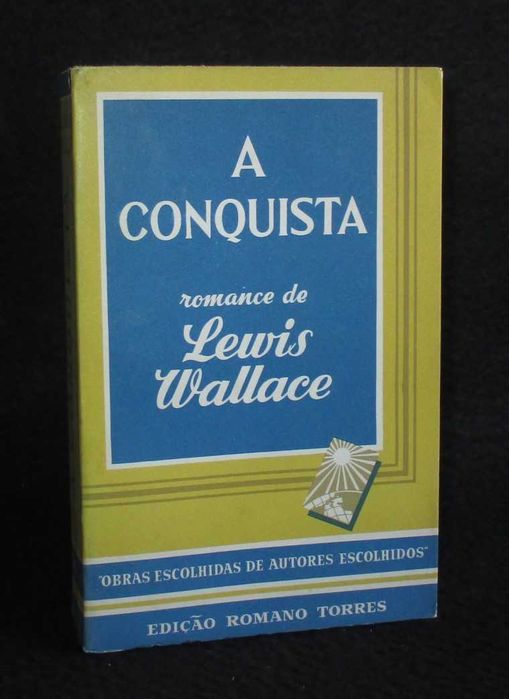 A
CONQUISTA
romance de
Lewis
Wallace
"OBRAS ESCOLHIDAS DE AUTORES ESCOLHIDOS"
EDIÇÃO ROMANO TORRES